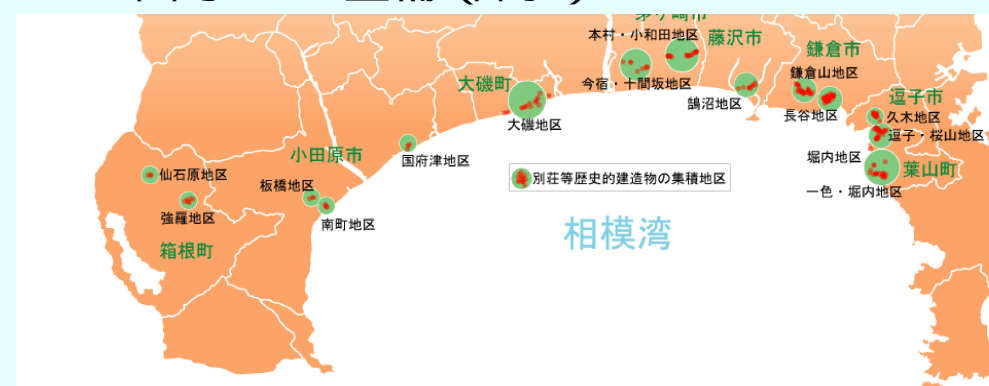 茅ヶ崎市
本村・小和田地区
藤沢市
鎌倉市
大磯町
今宿・十間坂地区
鎌倉山地区
逗子市
鵠沼地区
長谷地区
久木地区
大磯地区
逗子・桜山地区
小田原市
国府津地区
堀内地区
葉山町
仙石原地区
板橋地区
別荘等歴史的建造物の集積地区
一色・堀内地区
強羅地区
南町地区
相模湾
箱根町